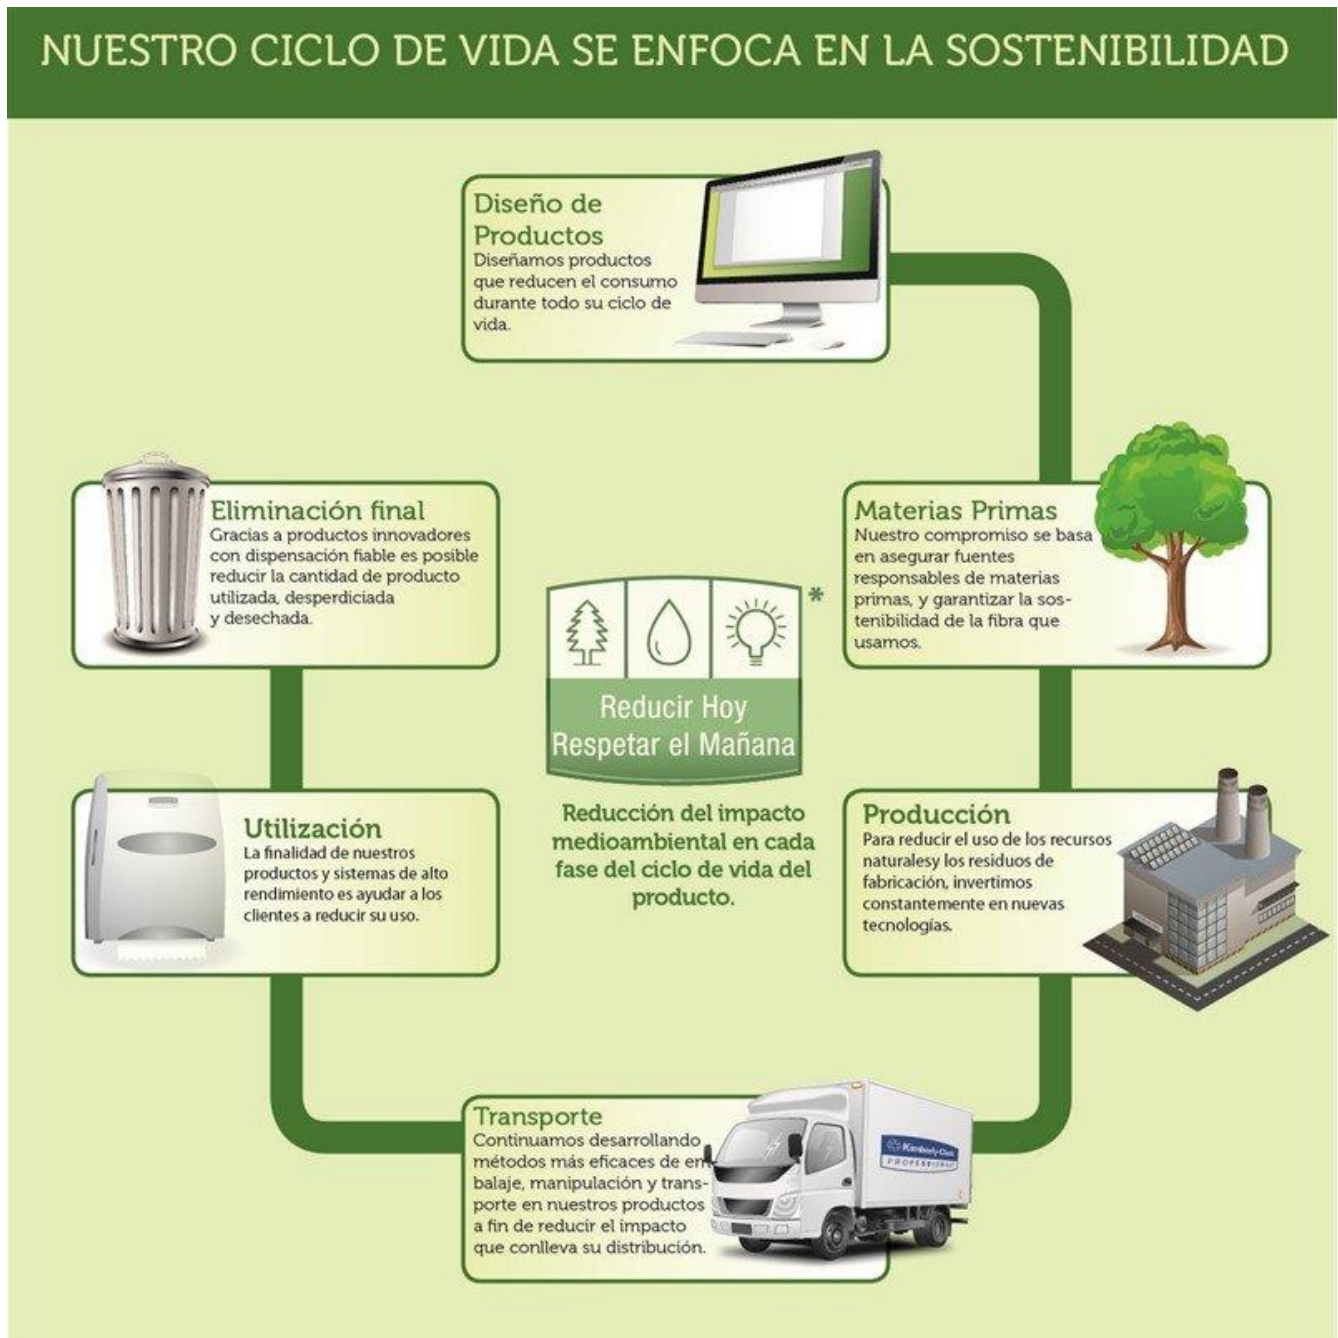 NUESTRO CICLO DE VIDA SE ENFOCA EN LA SOSTENIBILIDAD
Diseño de
Productos
Diseñamos productos
que reducen el consumo
durante todo su ciclo de
vida.
Eliminación final
Gracias a productos innovadores
con dispensación fiable es posible
reducir la cantidad de producto
utilizada, desperdiciada
y desechada.
Materias Primas
Nuestro compromiso se basa
en asegurar fuentes
responsables de materias
primas, y garantizar la sos-
tenibilidad de la fibra que
usamos.
*
Reducir Hoy
Respetar el Mañana
Reducción del impacto
medioambiental en cada
fase del ciclo de vida del
producto.
Utilización
La finalidad de nuestros
productos y sistemas de alto
rendimiento es ayudar a los
clientes a reducir su uso.
Producción
Para reducir el uso de los recursos
naturalesy los residuos de
fabricación, invertimos
constantemente en nuevas
tecnologías.
Transporte
Continuamos desarrollando
métodos más eficaces de em
balaje, manipulación y trans-
porte en nuestros productos
a fin de reducir el impacto
que conlleva su distribución.
Kimberly-Clark
PROFESSIONAL